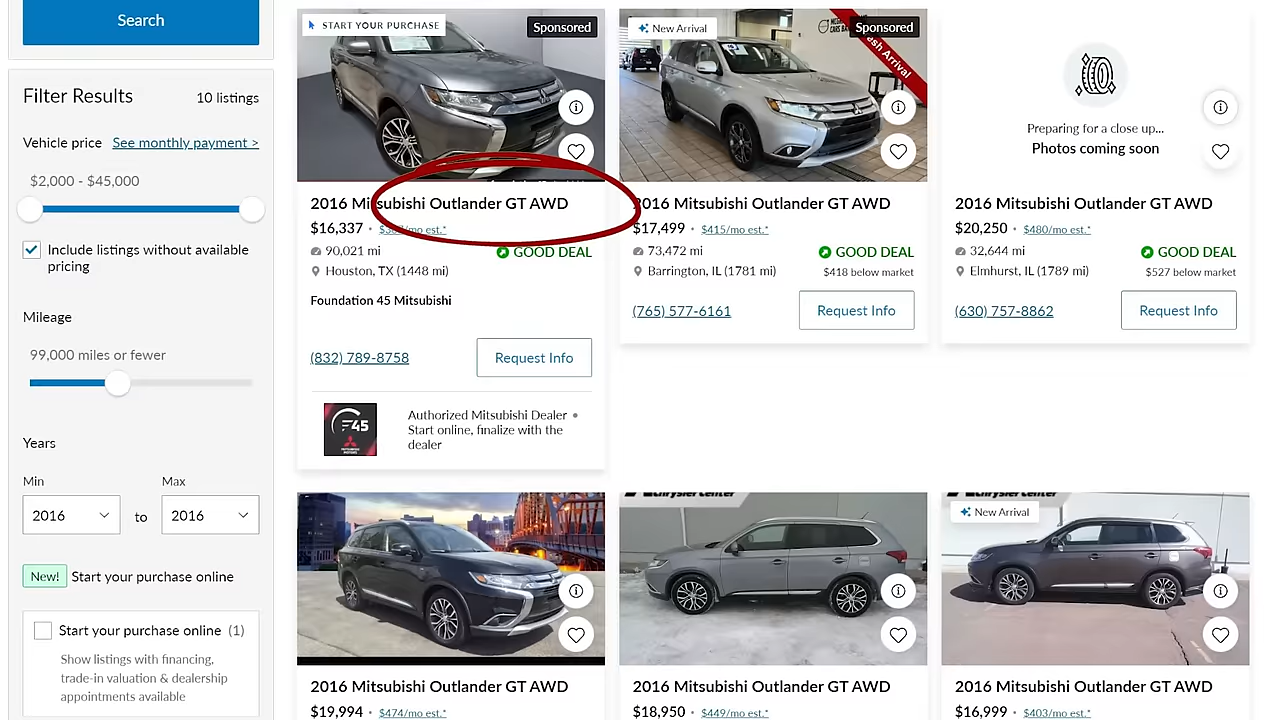 Search
Filter Results
10 listings
Vehicle price
See monthly payment >
$2,000 - $45,000
Include listings without available
pricing
Mileage
99,000 miles or fewer
Years
Min
Max
2016
to
2016
New!
Start your purchase online
Start your purchase online (1)
Show listings with financing,
trade-in valuation & dealership
appointments available
START YOUR PURCHASE
Sponsored
2016 Mitsubishi Outlander GT AWD
$16,337 •
90,021 mi
GOOD DEAL
Houston, TX (1448 mi)
Foundation 45 Mitsubishi
(832) 789-8758
Request Info
45
Authorized Mitsubishi Dealer •
Start online, finalize with the
dealer
New Arrival
Sponsored
Arrival
2016 Mitsubishi Outlander GT AWD
$17,499 • $415/mo est.*
73,472 mi
GOOD DEAL
Barrington, IL (1781 mi)
$418 below market
(765) 577-6161
Request Info
Preparing for a close up...
Photos coming soon
2016 Mitsubishi Outlander GT AWD
$20,250 • $480/mo est.*
32,644 mi
GOOD DEAL
Elmhurst, IL (1789 mi)
$527 below market
(630) 757-8862
Request Info
2016 Mitsubishi Outlander GT AWD
$19,994 • $474/mo est.*
Chrysler Center
2016 Mitsubishi Outlander GT AWD
$18,950 • $449/mo est.*
Chrysler Center
New Arrival
2016 Mitsubishi Outlander GT AWD
$16,999 • $403/mo est.*